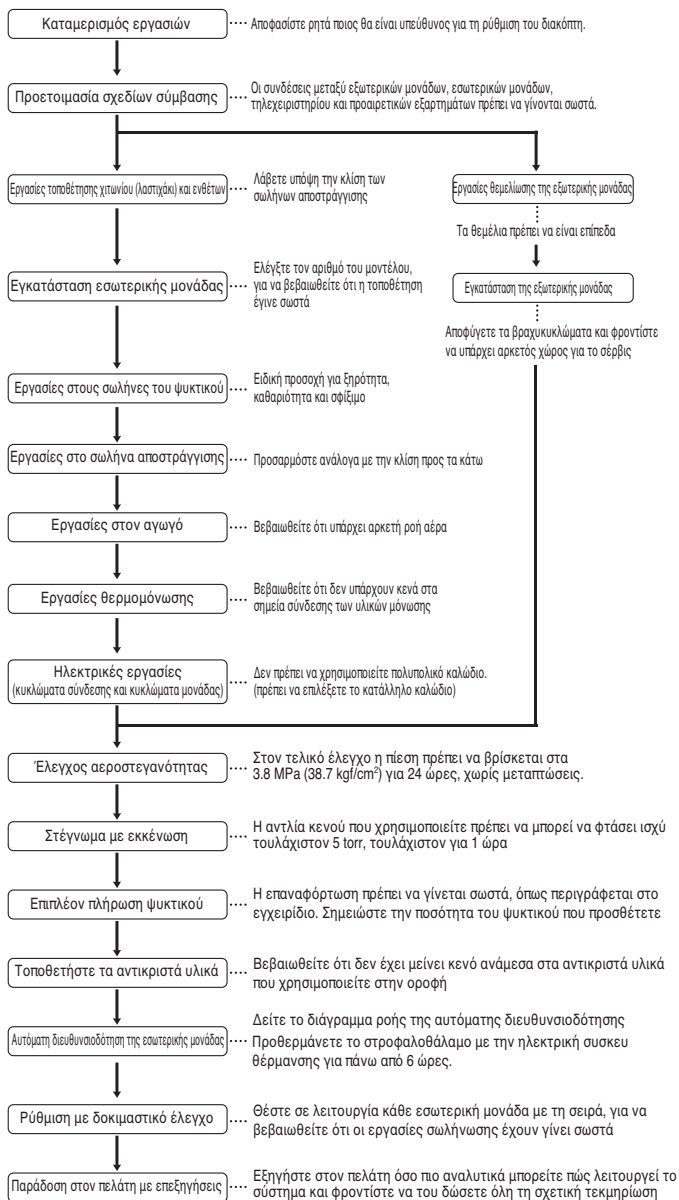 Καταμερισμός εργασιών
Αποφασίστε ρητά ποιος θα είναι υπεύθυνος για τη ρύθμιση του διακόπτη.
Προετοιμασία σχεδίων σύμβασης
Οι συνδέσεις μεταξύ εξωτερικών μονάδων, εσωτερικών μονάδων,
τηλεχειριστηρίου και προαιρετικών εξαρτημάτων πρέπει να γίνονται σωστά.
Εργασίες τοποθέτησης χιτωνίου (λαστιχάκι) και ενθέτων
Λάβετε υπόψη την κλίση των
σωλήνων αποστράγγισης
Εργασίες θεμελίωσης της εξωτερικής μονάδας
Τα θεμέλια πρέπει να είναι επίπεδα
Εγκατάσταση εσωτερικής μονάδας
Ελέγξτε τον αριθμό του μοντέλου,
για να βεβαιωθείτε ότι η τοποθέτηση
έγινε σωστά
Εγκατάσταση της εξωτερικής μονάδας
Αποφύγετε τα βραχυκυκλώματα και φροντίστε
να υπάρχει αρκετός χώρος για το σέρβις
Εργασίες στους σωλήνες του ψυκτικού
Ειδική προσοχή για ξηρότητα,
καθαριότητα και σφίξιμο
Εργασίες στο σωλήνα αποστράγγισης
Προσαρμόστε ανάλογα με την κλίση προς τα κάτω
Εργασίες στον αγωγό
Βεβαιωθείτε ότι υπάρχει αρκετή ροή αέρα
Εργασίες θερμομόνωσης
Βεβαιωθείτε ότι δεν υπάρχουν κενά στα
σημεία σύνδεσης των υλικών μόνωσης
Ηλεκτρικές εργασίες
(κυκλώματα σύνδεσης και κυκλώματα μονάδας)
Δεν πρέπει να χρησιμοποιείτε πολυπολικό καλώδιο.
(πρέπει να επιλέξετε το κατάλληλο καλώδιο)
Έλεγχος αεροστεγανότητας
Στον τελικό έλεγχο η πίεση πρέπει να βρίσκεται στα
3.8 MPa (38.7 kgf/cm²) για 24 ώρες, χωρίς μεταπτώσεις.
Στέγνωμα με εκκένωση
Η αντλία κενού που χρησιμοποιείτε πρέπει να μπορεί να φτάσει ισχύ
τουλάχιστον 5 torr, τουλάχιστον για 1 ώρα
Επιπλέον πλήρωση ψυκτικού
Η επαναφόρτωση πρέπει να γίνεται σωστά, όπως περιγράφεται στο
εγχειρίδιο. Σημειώστε την ποσότητα του ψυκτικού που προσθέτετε
Τοποθετήστε τα αντικριστά υλικά
Βεβαιωθείτε ότι δεν έχει μείνει κενό ανάμεσα στα αντικριστά υλικά
που χρησιμοποιείτε στην οροφή
Αυτόματη διευθυνσιοδότηση της εσωτερικής μονάδας
Δείτε το διάγραμμα ροής της αυτόματης διευθυνσιοδότησης
Προθερμάνετε το στροφαλοθάλαμο με την ηλεκτρική συσκευ
θέρμανσης για πάνω από 6 ώρες.
Ρύθμιση με δοκιμαστικό έλεγχο
Θέστε σε λειτουργία κάθε εσωτερική μονάδα με τη σειρά, για να
βεβαιωθείτε ότι οι εργασίες σωλήνωσης έχουν γίνει σωστά
Παράδοση στον πελάτη με επεξηγήσεις
Εξηγήστε στον πελάτη όσο πιο αναλυτικά μπορείτε πώς λειτουργεί το
σύστημα και φροντίστε να του δώσετε όλη τη σχετική τεκμηρίωση